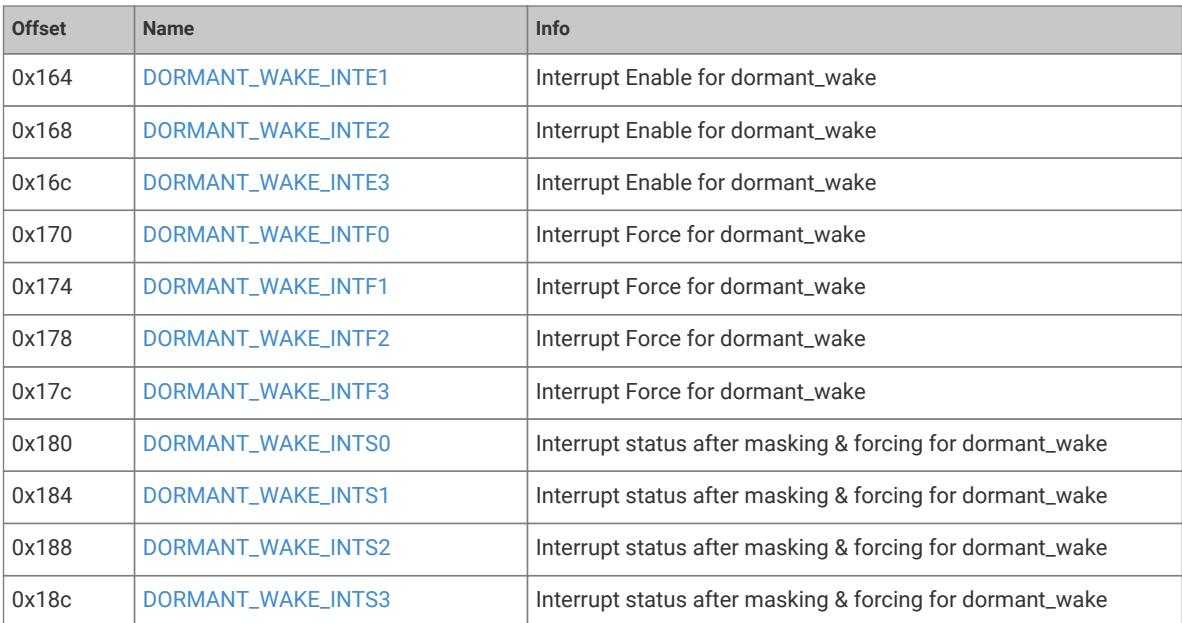 Offset Name Info
0x164 DORMANT_WAKE_INTE1 Interrupt Enable for dormant_wake
0x168 DORMANT_WAKE_INTE2 Interrupt Enable for dormant_wake
0x16c DORMANT_WAKE_INTE3 Interrupt Enable for dormant_wake
0x170 DORMANT_WAKE_INTF0 Interrupt Force for dormant_wake
0x174 DORMANT_WAKE_INTF1 Interrupt Force for dormant_wake
0x178 DORMANT_WAKE_INTF2 Interrupt Force for dormant_wake
0x17c DORMANT_WAKE_INTF3 Interrupt Force for dormant_wake
0x180 DORMANT_WAKE_INTS0 Interrupt status after masking & forcing for dormant_wake
0x184 DORMANT_WAKE_INTS1 Interrupt status after masking & forcing for dormant_wake
0x188 DORMANT_WAKE_INTS2 Interrupt status after masking & forcing for dormant_wake
0x18c DORMANT_WAKE_INTS3 Interrupt status after masking & forcing for dormant_wake